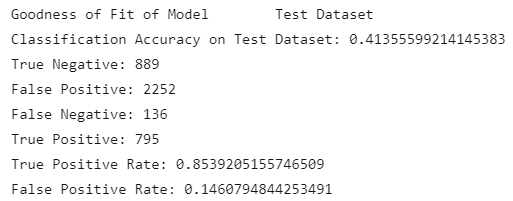 Goodness of Fit of Model Test Dataset
Classification Accuracy on Test Dataset: 0.41355599214145383
True Negative: 889
False Positive: 2252
False Negative: 136
True Positive: 795
True Positive Rate: 0.8539205155746509
False Positive Rate: 0.1460794844253491